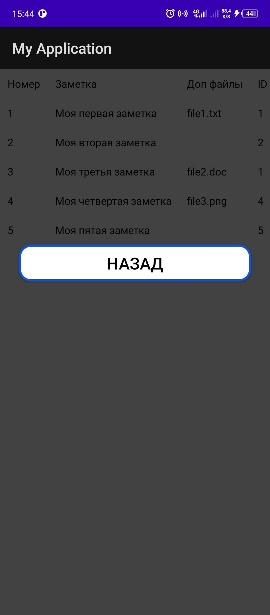 15:44
My Application
Номер Заметка Доп файлы ID
1 Моя первая заметка file1.txt 1
2 Моя вторая заметка 2
3 Моя третья заметка file2.doc 1
4 Моя четвертая заметка file3.png 4
5 Моя пятая заметка 5
НАЗАД